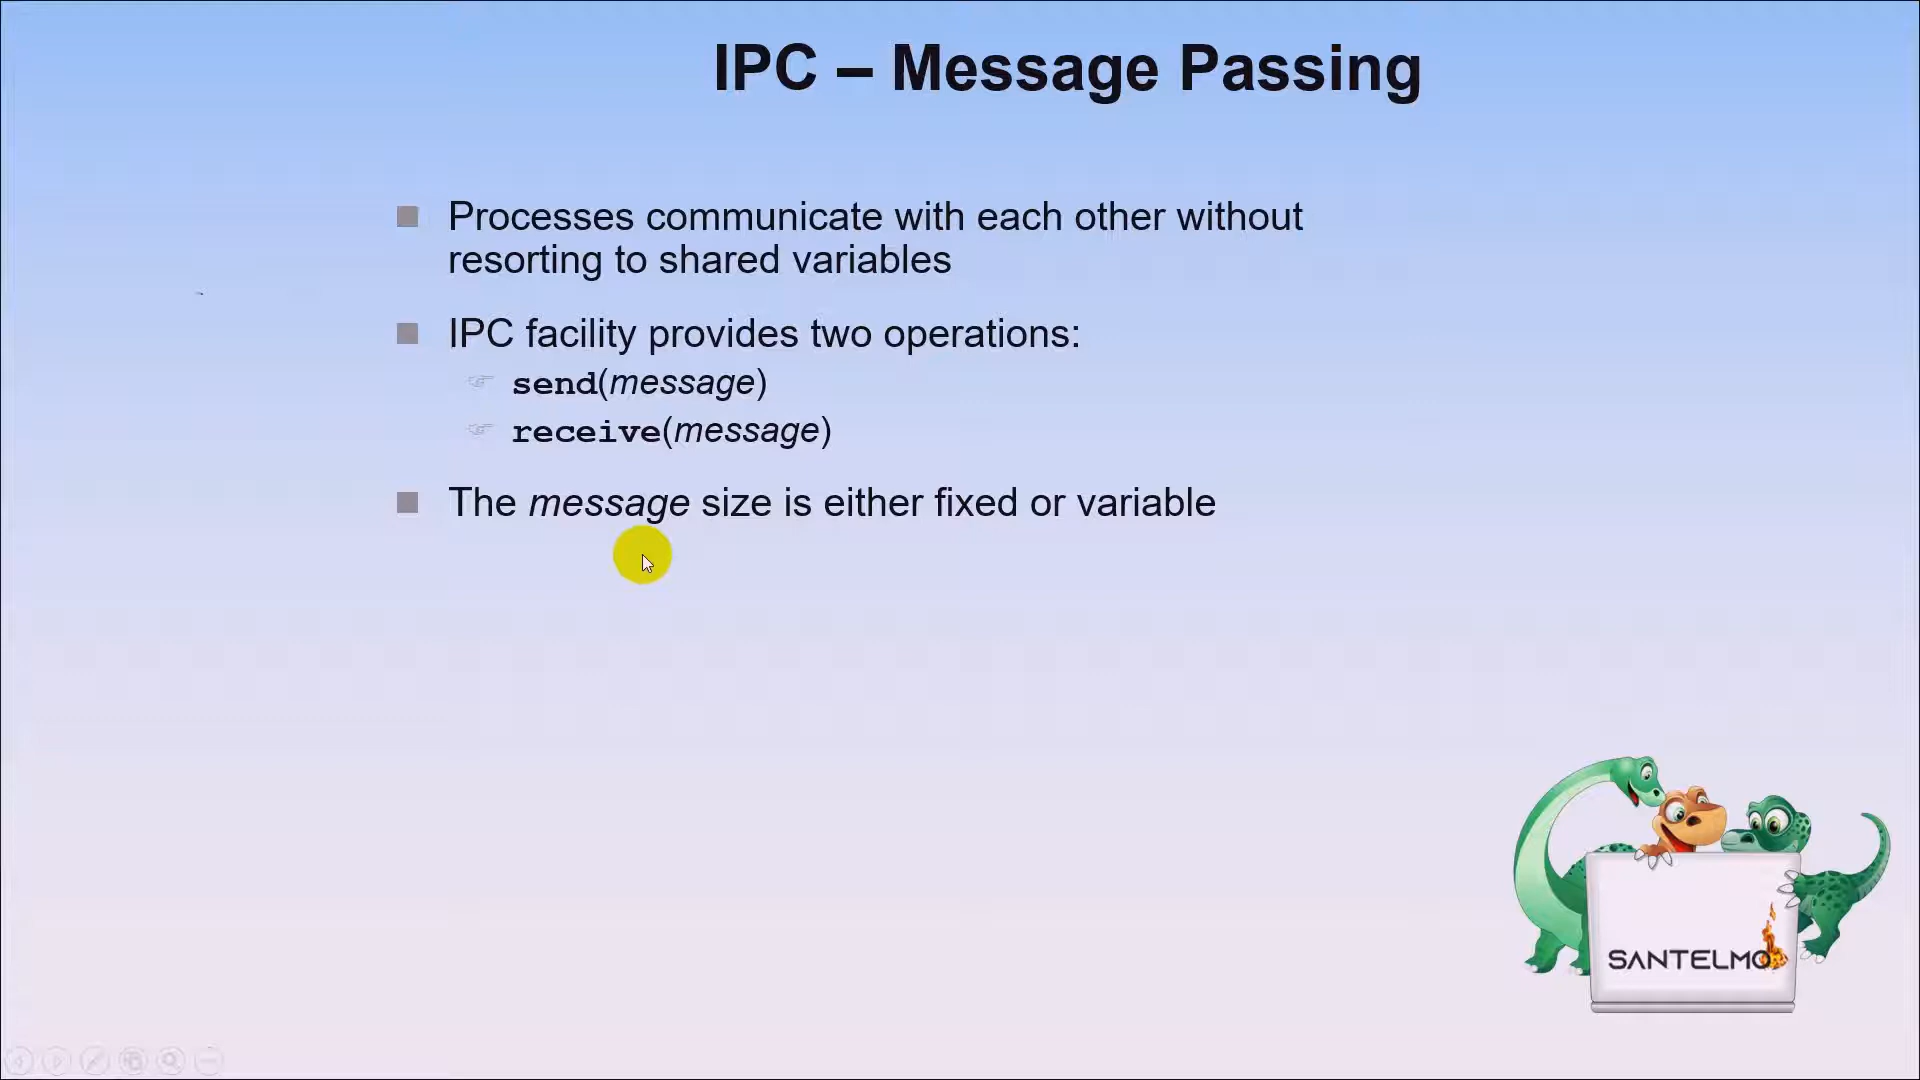 IPC – Message Passing
Processes communicate with each other without
resorting to shared variables
IPC facility provides two operations:
send(message)
receive(message)
The message size is either fixed or variable
SANTELMO